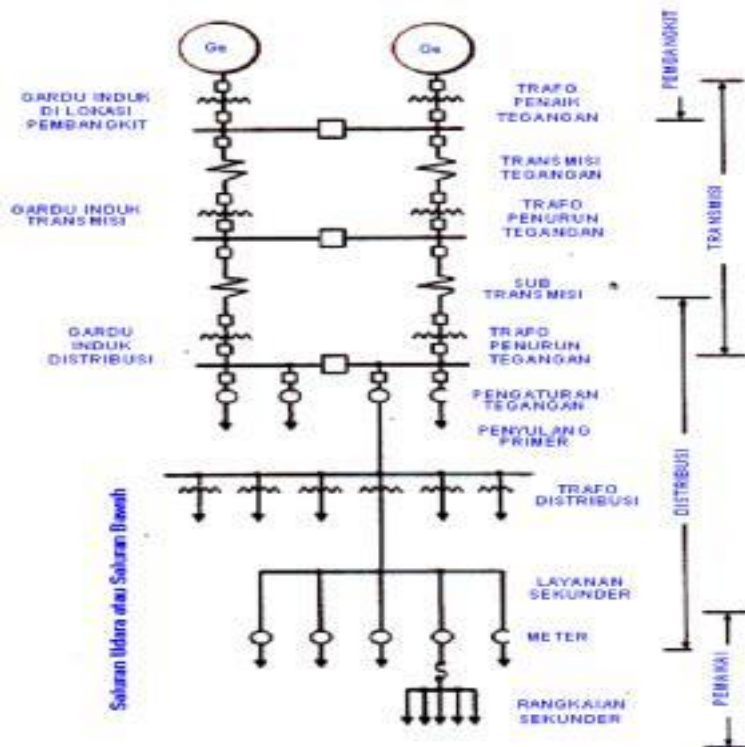 Ge
Ge
GARDU INDUK
DI LOKASI
PEMBANGKIT
TRAFO
PENAIK
TEGANGAN
PEMBANGKIT
TRANSMISI
TEGANGAN
GARDU INDUK
TRANSMISI
TRAFO
PENURUN
TEGANGAN
TRANSMISI
SUB
TRANSMISI
GARDU
INDUK
DISTRIBUSI
TRAFO
PENURUN
TEGANGAN
PENGATURAN
TEGANGAN
PENYULANG
PRIMER
DISTRIBUSI
Saluran Udara atau Saluran Bawah
TRAFO
DISTRIBUSI
LAYANAN
SEKUNDER
METER
PEMAKAI
RANGKAIAN
SEKUNDER